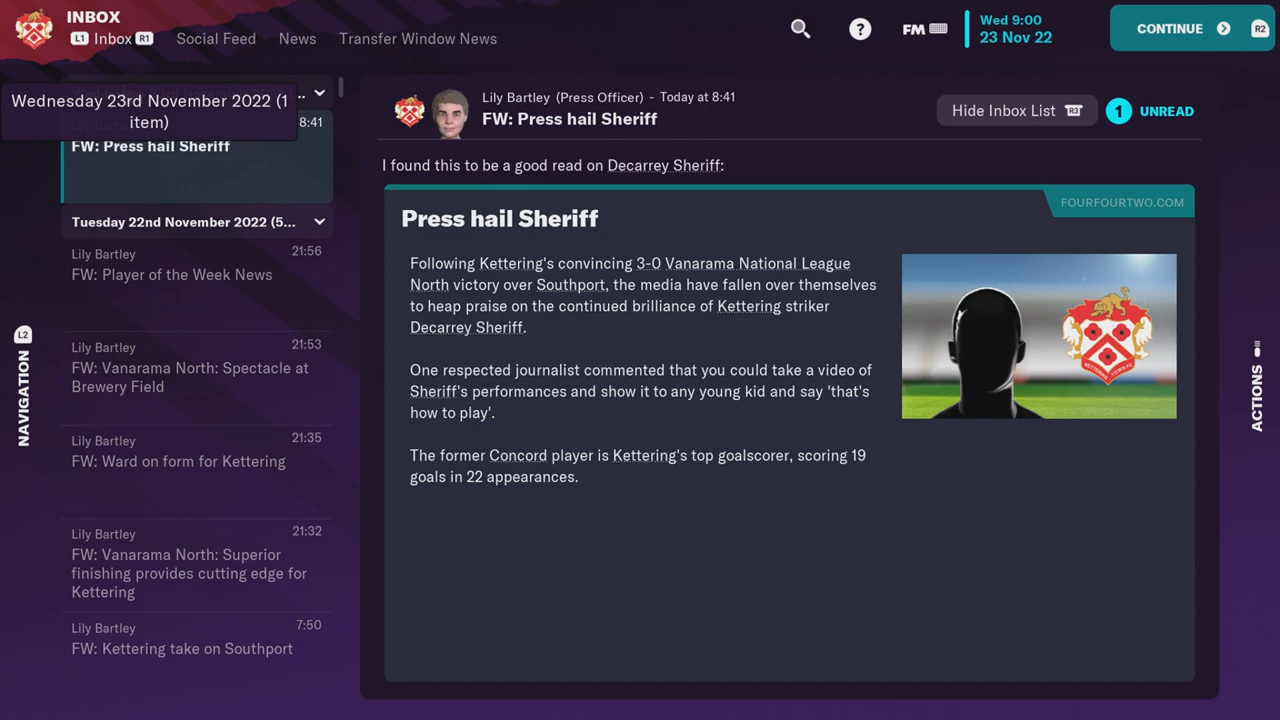 INBOX
L1 Inbox R1 Social Feed News Transfer Window News
FM
Wed 9:00
23 Nov 22
CONTINUE R2
Wednesday 23rd November 2022 (1
item)
8:41
FW: Press hail Sheriff
Tuesday 22nd November 2022 (5...
Lily Bartley 21:56
FW: Player of the Week News
Lily Bartley 21:53
FW: Vanarama North: Spectacle at
Brewery Field
Lily Bartley 21:35
FW: Ward on form for Kettering
Lily Bartley 21:32
FW: Vanarama North: Superior
finishing provides cutting edge for
Kettering
Lily Bartley 7:50
FW: Kettering take on Southport
L2
NAVIGATION
Lily Bartley (Press Officer) - Today at 8:41
FW: Press hail Sheriff
Hide Inbox List R3
1 UNREAD
I found this to be a good read on Decarrey Sheriff:
FOURFOURTWO.COM
Press hail Sheriff
Following Kettering's convincing 3-0 Vanarama National League
North victory over Southport, the media have fallen over themselves
to heap praise on the continued brilliance of Kettering striker
Decarrey Sheriff.
One respected journalist commented that you could take a video of
Sheriff's performances and show it to any young kid and say 'that's
how to play'.
The former Concord player is Kettering's top goalscorer, scoring 19
goals in 22 appearances.
KETTERING TOWN FC
ACTIONS